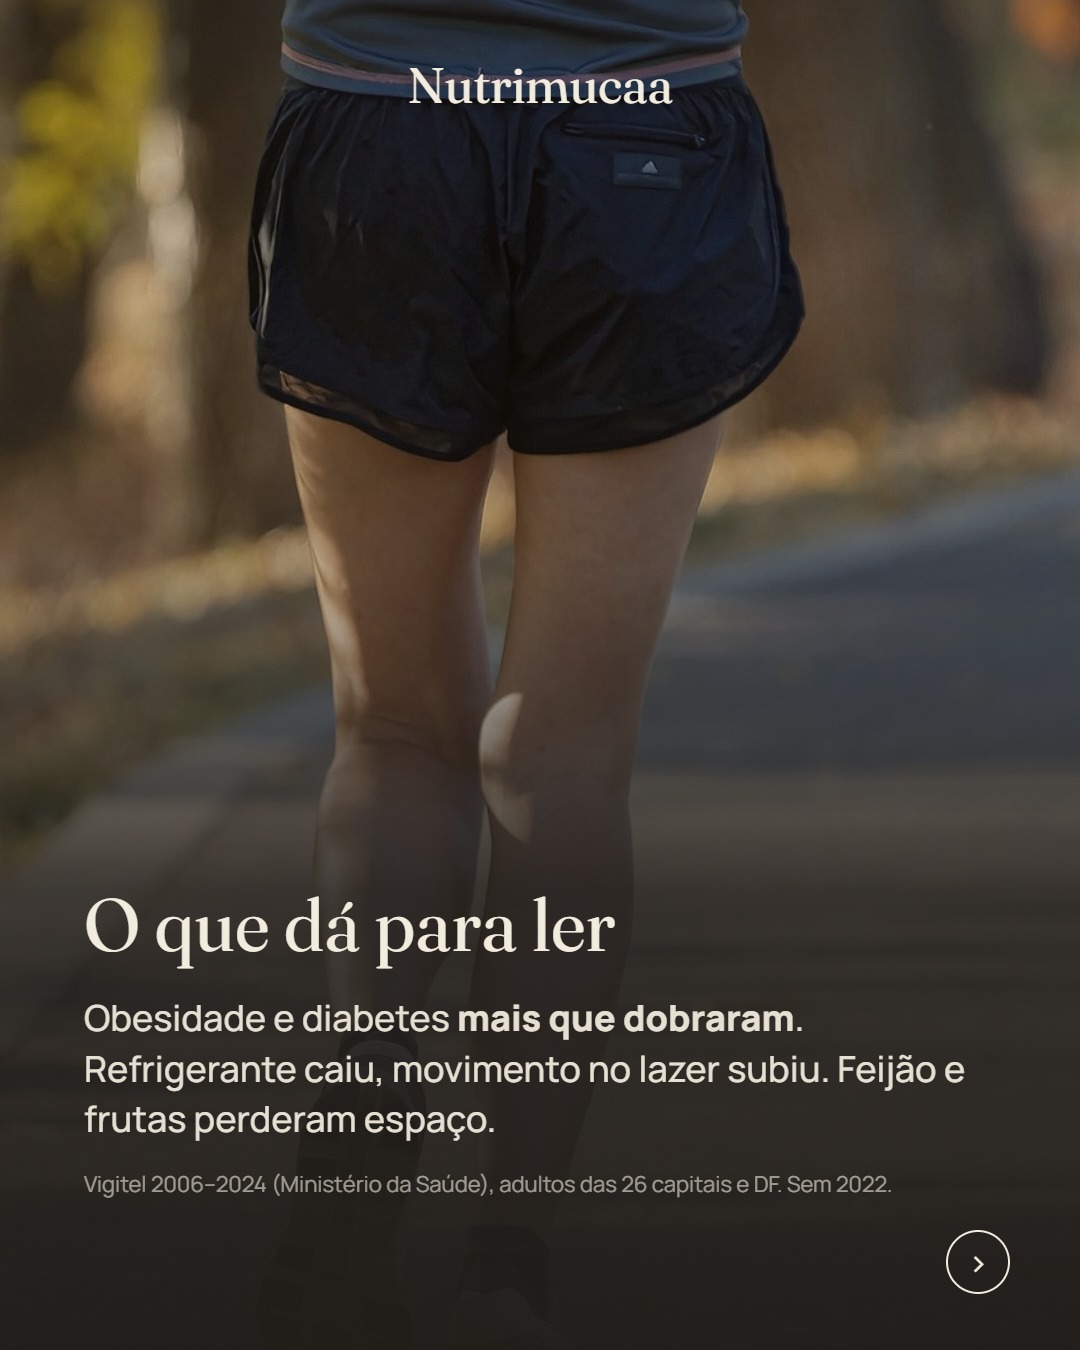 Nutrimucaa
O que dá para ler
Obesidade e diabetes mais que dobraram.
Refrigerante caiu, movimento no lazer subiu. Feijão e
frutas perderam espaço.
Vigitel 2006–2024 (Ministério da Saúde), adultos das 26 capitais e DF. Sem 2022.